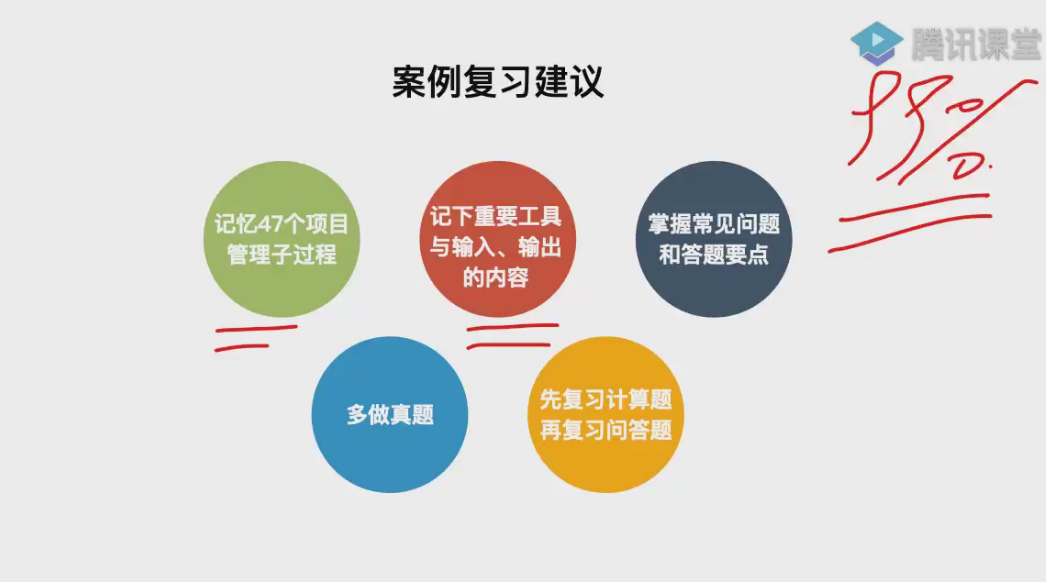 腾讯课堂
案例复习建议
记忆47个项目
管理子过程
记下重要工具
与输入、输出
的内容
掌握常见问题
和答题要点
多做真题
先复习计算题
再复习问答题